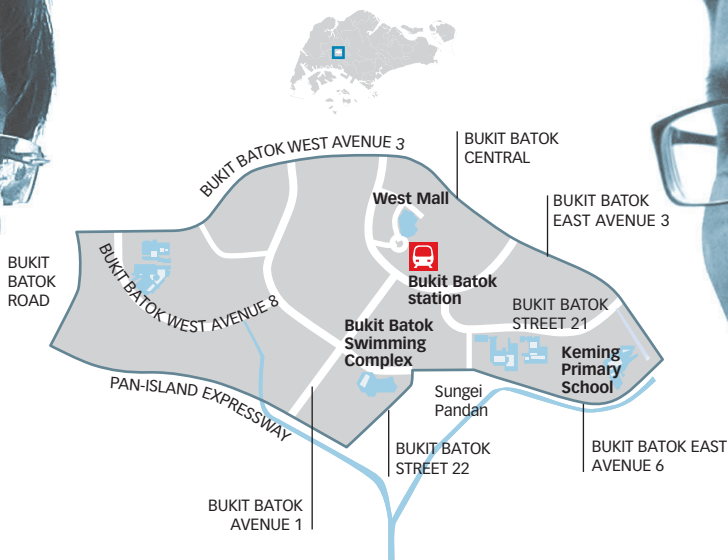 BUKIT BATOK WEST AVENUE 3
BUKIT BATOK
CENTRAL
West Mall
BUKIT BATOK
EAST AVENUE 3
BUKIT
BATOK
ROAD
BUKIT BATOK WEST AVENUE 8
Bukit Batok
station
BUKIT BATOK
STREET 21
Bukit Batok
Swimming
Complex
Keming
Primary
School
PAN-ISLAND EXPRESSWAY
Sungei
Pandan
BUKIT BATOK
STREET 22
BUKIT BATOK EAST
AVENUE 6
BUKIT BATOK
AVENUE 1